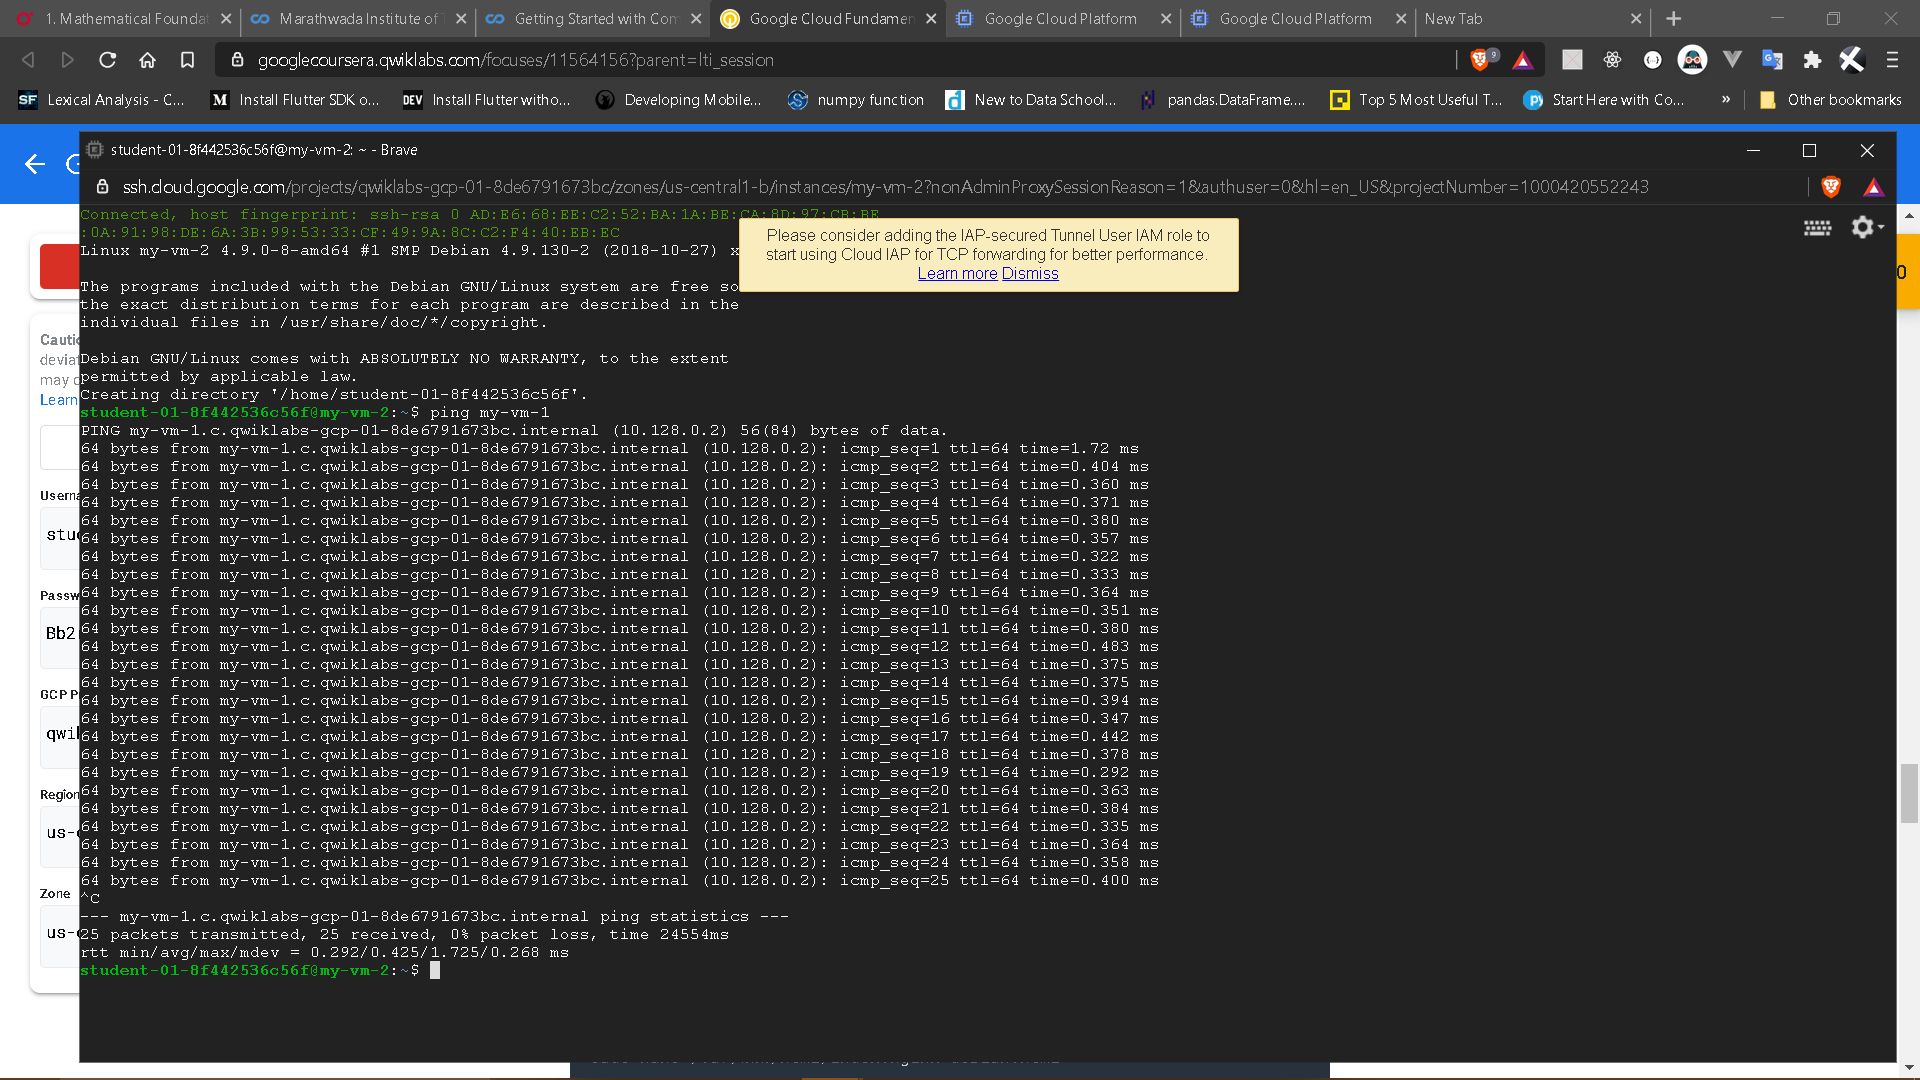 1. Mathematical Foundat
Marathwada Institute of T
Getting Started with Com
Google Cloud Fundamen
Google Cloud Platform
Google Cloud Platform
New Tab
googlecoursera.qwiklabs.com/focuses/11564156?parent=lti_session
9
SF Lexical Analysis - C...
M Install Flutter SDK o...
DEV Install Flutter witho...
Developing Mobile...
numpy function
New to Data School...
pandas.DataFrame....
Top 5 Most Useful T...
Start Here with Co...
»
Other bookmarks
student-01-8f442536c56f@my-vm-2: ~ - Brave
ssh.cloud.google.com/projects/qwiklabs-gcp-01-8de6791673bc/zones/us-central1-b/instances/my-vm-2?nonAdminProxySessionReason=1&authuser=0&hl=en_US&projectNumber=1000420552243
Connected, host fingerprint: ssh-rsa 0 AD:E6:68:EE:C2:52:BA:1A:BE:CA:8D:97:CB:BE
:0A:91:98:DE:6A:3B:99:53:33:CF:49:9A:8C:C2:F4:40:EB:EC
Linux my-vm-2 4.9.0-8-amd64 #1 SMP Debian 4.9.130-2 (2018-10-27) x
Please consider adding the IAP-secured Tunnel User IAM role to
start using Cloud IAP for TCP forwarding for better performance.
Learn more Dismiss
The programs included with the Debian GNU/Linux system are free so
the exact distribution terms for each program are described in the
individual files in /usr/share/doc/*/copyright.
Debian GNU/Linux comes with ABSOLUTELY NO WARRANTY, to the extent
permitted by applicable law.
Creating directory '/home/student-01-8f442536c56f'.
student-01-8f442536c56f@my-vm-2:~$ ping my-vm-1
PING my-vm-1.c.qwiklabs-gcp-01-8de6791673bc.internal (10.128.0.2) 56(84) bytes of data.
64 bytes from my-vm-1.c.qwiklabs-gcp-01-8de6791673bc.internal (10.128.0.2): icmp_seq=1 ttl=64 time=1.72 ms
64 bytes from my-vm-1.c.qwiklabs-gcp-01-8de6791673bc.internal (10.128.0.2): icmp_seq=2 ttl=64 time=0.404 ms
64 bytes from my-vm-1.c.qwiklabs-gcp-01-8de6791673bc.internal (10.128.0.2): icmp_seq=3 ttl=64 time=0.360 ms
64 bytes from my-vm-1.c.qwiklabs-gcp-01-8de6791673bc.internal (10.128.0.2): icmp_seq=4 ttl=64 time=0.371 ms
64 bytes from my-vm-1.c.qwiklabs-gcp-01-8de6791673bc.internal (10.128.0.2): icmp_seq=5 ttl=64 time=0.380 ms
64 bytes from my-vm-1.c.qwiklabs-gcp-01-8de6791673bc.internal (10.128.0.2): icmp_seq=6 ttl=64 time=0.357 ms
64 bytes from my-vm-1.c.qwiklabs-gcp-01-8de6791673bc.internal (10.128.0.2): icmp_seq=7 ttl=64 time=0.322 ms
64 bytes from my-vm-1.c.qwiklabs-gcp-01-8de6791673bc.internal (10.128.0.2): icmp_seq=8 ttl=64 time=0.333 ms
64 bytes from my-vm-1.c.qwiklabs-gcp-01-8de6791673bc.internal (10.128.0.2): icmp_seq=9 ttl=64 time=0.364 ms
64 bytes from my-vm-1.c.qwiklabs-gcp-01-8de6791673bc.internal (10.128.0.2): icmp_seq=10 ttl=64 time=0.351 ms
64 bytes from my-vm-1.c.qwiklabs-gcp-01-8de6791673bc.internal (10.128.0.2): icmp_seq=11 ttl=64 time=0.380 ms
64 bytes from my-vm-1.c.qwiklabs-gcp-01-8de6791673bc.internal (10.128.0.2): icmp_seq=12 ttl=64 time=0.483 ms
64 bytes from my-vm-1.c.qwiklabs-gcp-01-8de6791673bc.internal (10.128.0.2): icmp_seq=13 ttl=64 time=0.375 ms
64 bytes from my-vm-1.c.qwiklabs-gcp-01-8de6791673bc.internal (10.128.0.2): icmp_seq=14 ttl=64 time=0.375 ms
64 bytes from my-vm-1.c.qwiklabs-gcp-01-8de6791673bc.internal (10.128.0.2): icmp_seq=15 ttl=64 time=0.394 ms
64 bytes from my-vm-1.c.qwiklabs-gcp-01-8de6791673bc.internal (10.128.0.2): icmp_seq=16 ttl=64 time=0.347 ms
64 bytes from my-vm-1.c.qwiklabs-gcp-01-8de6791673bc.internal (10.128.0.2): icmp_seq=17 ttl=64 time=0.442 ms
64 bytes from my-vm-1.c.qwiklabs-gcp-01-8de6791673bc.internal (10.128.0.2): icmp_seq=18 ttl=64 time=0.378 ms
64 bytes from my-vm-1.c.qwiklabs-gcp-01-8de6791673bc.internal (10.128.0.2): icmp_seq=19 ttl=64 time=0.292 ms
64 bytes from my-vm-1.c.qwiklabs-gcp-01-8de6791673bc.internal (10.128.0.2): icmp_seq=20 ttl=64 time=0.363 ms
64 bytes from my-vm-1.c.qwiklabs-gcp-01-8de6791673bc.internal (10.128.0.2): icmp_seq=21 ttl=64 time=0.384 ms
64 bytes from my-vm-1.c.qwiklabs-gcp-01-8de6791673bc.internal (10.128.0.2): icmp_seq=22 ttl=64 time=0.335 ms
64 bytes from my-vm-1.c.qwiklabs-gcp-01-8de6791673bc.internal (10.128.0.2): icmp_seq=23 ttl=64 time=0.364 ms
64 bytes from my-vm-1.c.qwiklabs-gcp-01-8de6791673bc.internal (10.128.0.2): icmp_seq=24 ttl=64 time=0.358 ms
64 bytes from my-vm-1.c.qwiklabs-gcp-01-8de6791673bc.internal (10.128.0.2): icmp_seq=25 ttl=64 time=0.400 ms
^C
--- my-vm-1.c.qwiklabs-gcp-01-8de6791673bc.internal ping statistics ---
25 packets transmitted, 25 received, 0% packet loss, time 24554ms
rtt min/avg/max/mdev = 0.292/0.425/1.725/0.268 ms
student-01-8f442536c56f@my-vm-2:~$
Cautio
deviat
may c
Learn
Userna
stud
Passw
Bb2
GCP P
qwik
Region
us-c
Zone
us-c
0